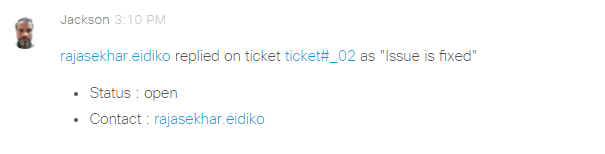 Jackson 3:10 PM
rajasekhar.eidiko replied on ticket ticket#_02 as "Issue is fixed"
• Status : open
• Contact : rajasekhar.eidiko